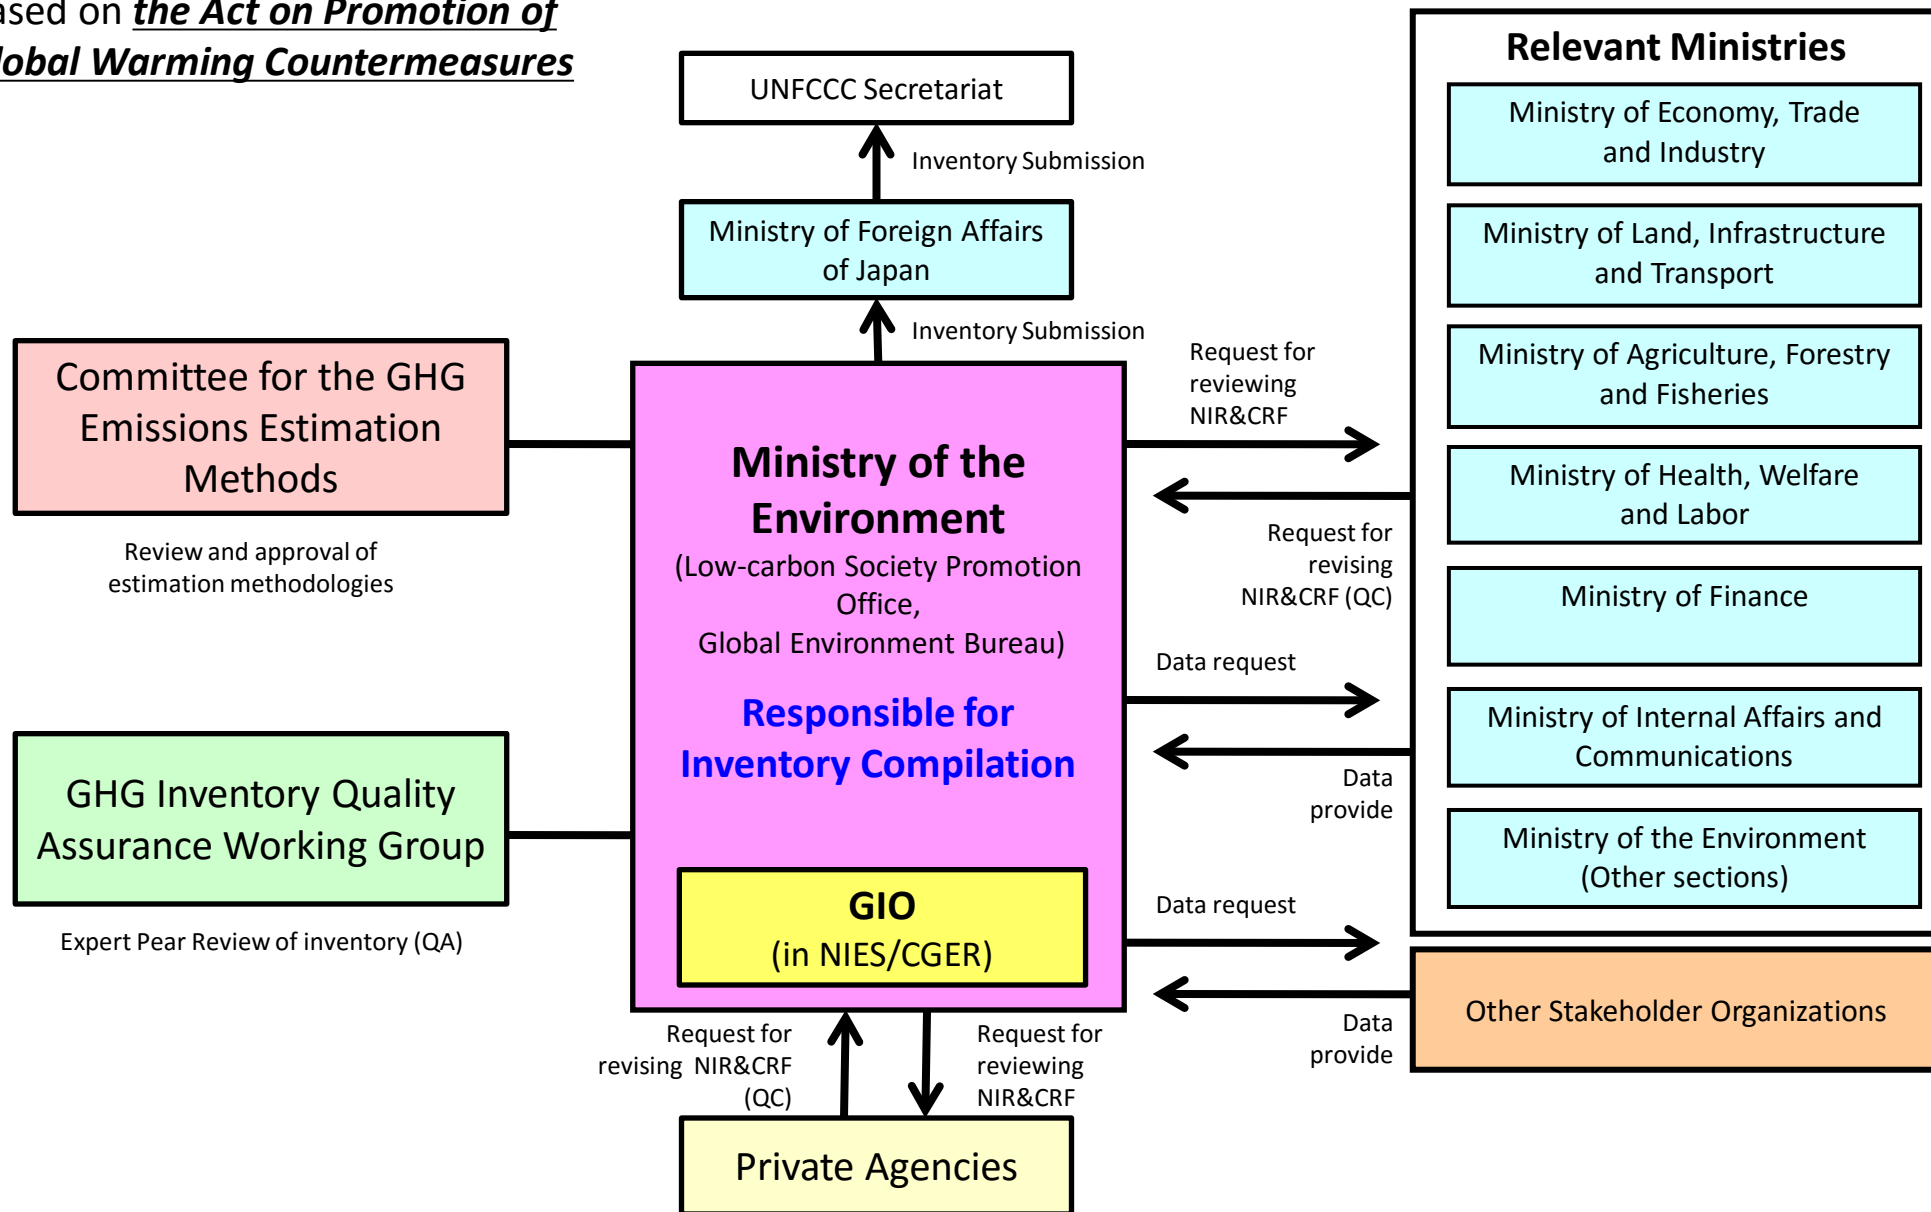 ased on the Act on Promotion of
lobal Warming Countermeasures
UNFCCC Secretariat
Inventory Submission
Ministry of Foreign Affairs
of Japan
Inventory Submission
Committee for the GHG
Emissions Estimation
Methods
Review and approval of
estimation methodologies
GHG Inventory Quality
Assurance Working Group
Expert Pear Review of inventory (QA)
Ministry of the
Environment
(Low-carbon Society Promotion
Office,
Global Environment Bureau)
Responsible for
Inventory Compilation
GIO
(in NIES/CGER)
Request for
revising NIR&CRF
(QC)
Request for
reviewing
NIR&CRF
Private Agencies
Request for
reviewing
NIR&CRF
Request for
revising
NIR&CRF (QC)
Data request
Data
provide
Data request
Data
provide
Relevant Ministries
Ministry of Economy, Trade
and Industry
Ministry of Land, Infrastructure
and Transport
Ministry of Agriculture, Forestry
and Fisheries
Ministry of Health, Welfare
and Labor
Ministry of Finance
Ministry of Internal Affairs and
Communications
Ministry of the Environment
(Other sections)
Other Stakeholder Organizations